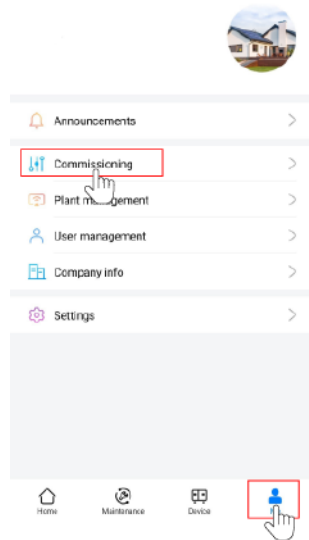 Announcements
Commissioning
Plant management
User management
Company info
Settings
Home
Maintenance
Device